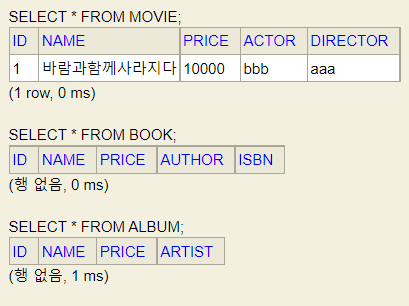 SELECT * FROM MOVIE;
ID NAME PRICE ACTOR DIRECTOR
1 바람과함께사라지다 10000 bbb aaa
(1 row, 0 ms)
SELECT * FROM BOOK;
ID NAME PRICE AUTHOR ISBN
(행 없음, 0 ms)
SELECT * FROM ALBUM;
ID NAME PRICE ARTIST
(행 없음, 1 ms)